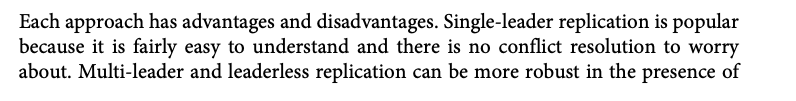 Each approach has advantages and disadvantages. Single-leader replication is popular
because it is fairly easy to understand and there is no conflict resolution to worry
about. Multi-leader and leaderless replication can be more robust in the presence of